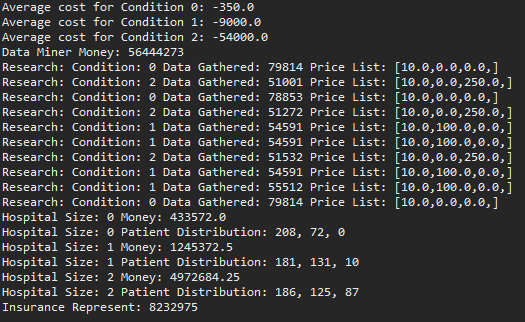 Average cost for Condition 0: -350.0
Average cost for Condition 1: -9000.0
Average cost for Condition 2: -54000.0
Data Miner Money: 56444273
Research: Condition: 0 Data Gathered: 79814 Price List: [10.0,0.0,0.0,]
Research: Condition: 2 Data Gathered: 51001 Price List: [10.0,0.0,250.0,]
Research: Condition: 0 Data Gathered: 78853 Price List: [10.0,0.0,0.0,]
Research: Condition: 2 Data Gathered: 51272 Price List: [10.0,0.0,250.0,]
Research: Condition: 1 Data Gathered: 54591 Price List: [10.0,100.0,0.0,]
Research: Condition: 1 Data Gathered: 54591 Price List: [10.0,100.0,0.0,]
Research: Condition: 2 Data Gathered: 51532 Price List: [10.0,0.0,250.0,]
Research: Condition: 1 Data Gathered: 54591 Price List: [10.0,100.0,0.0,]
Research: Condition: 1 Data Gathered: 55512 Price List: [10.0,100.0,0.0,]
Research: Condition: 0 Data Gathered: 79814 Price List: [10.0,0.0,0.0,]
Hospital Size: 0 Money: 433572.0
Hospital Size: 0 Patient Distribution: 208, 72, 0
Hospital Size: 1 Money: 1245372.5
Hospital Size: 1 Patient Distribution: 181, 131, 10
Hospital Size: 2 Money: 4972684.25
Hospital Size: 2 Patient Distribution: 186, 125, 87
Insurance Represent: 8232975